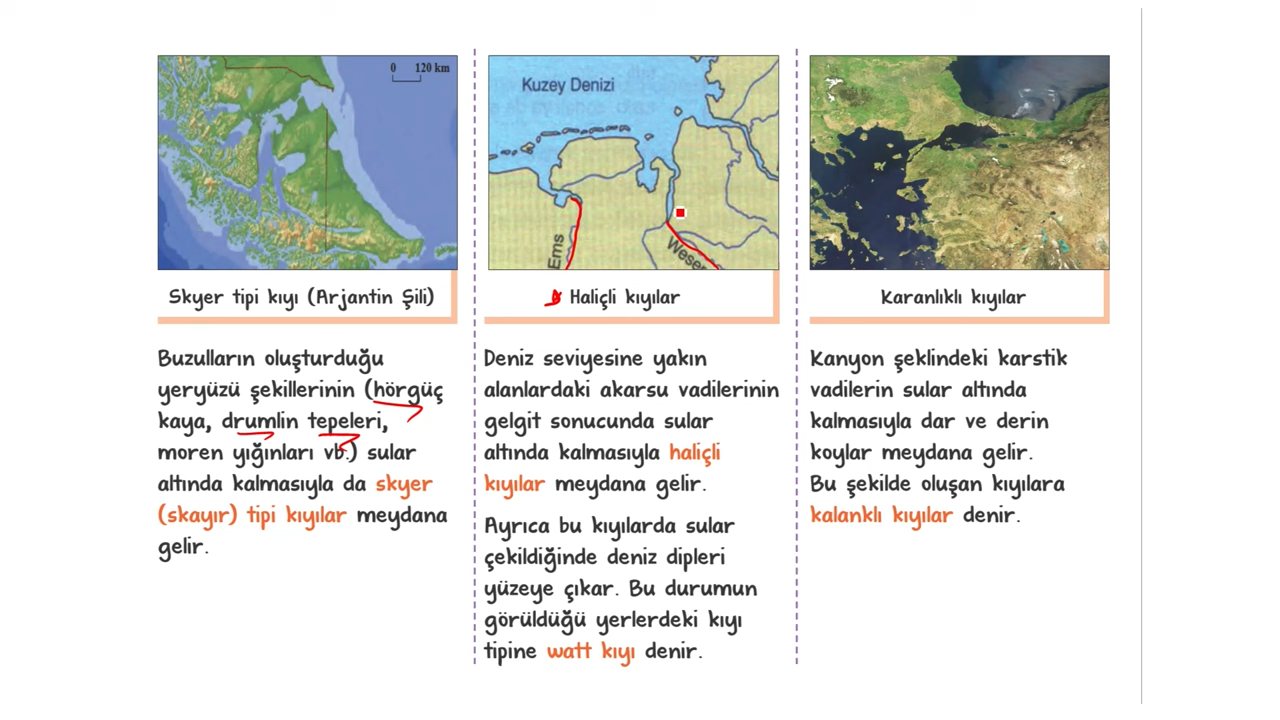 0 120 km
Skyer tipi kıyı (Arjantin Şili)
Buzulların oluşturduğu
yeryüzü şekillerinin (hörgüç
kaya, drumlin tepeleri,
moren yığınları vb.) sular
altında kalmasıyla da skyer
(skayır) tipi kıyılar meydana
gelir.
Kuzey Denizi
Ems
Weser
Haliçli kıyılar
Deniz seviyesine yakın
alanlardaki akarsu vadilerinin
gelgit sonucunda sular
altında kalmasıyla haliçli
kıyılar meydana gelir.
Ayrıca bu kıyılarda sular
çekildiğinde deniz dipleri
yüzeye çıkar. Bu durumun
görüldüğü yerlerdeki kıyı
tipine watt kıyı denir.
Karanlıklı kıyılar
Kanyon şeklindeki karstik
vadilerin sular altında
kalmasıyla dar ve derin
koylar meydana gelir.
Bu şekilde oluşan kıyılara
kalanklı kıyılar denir.